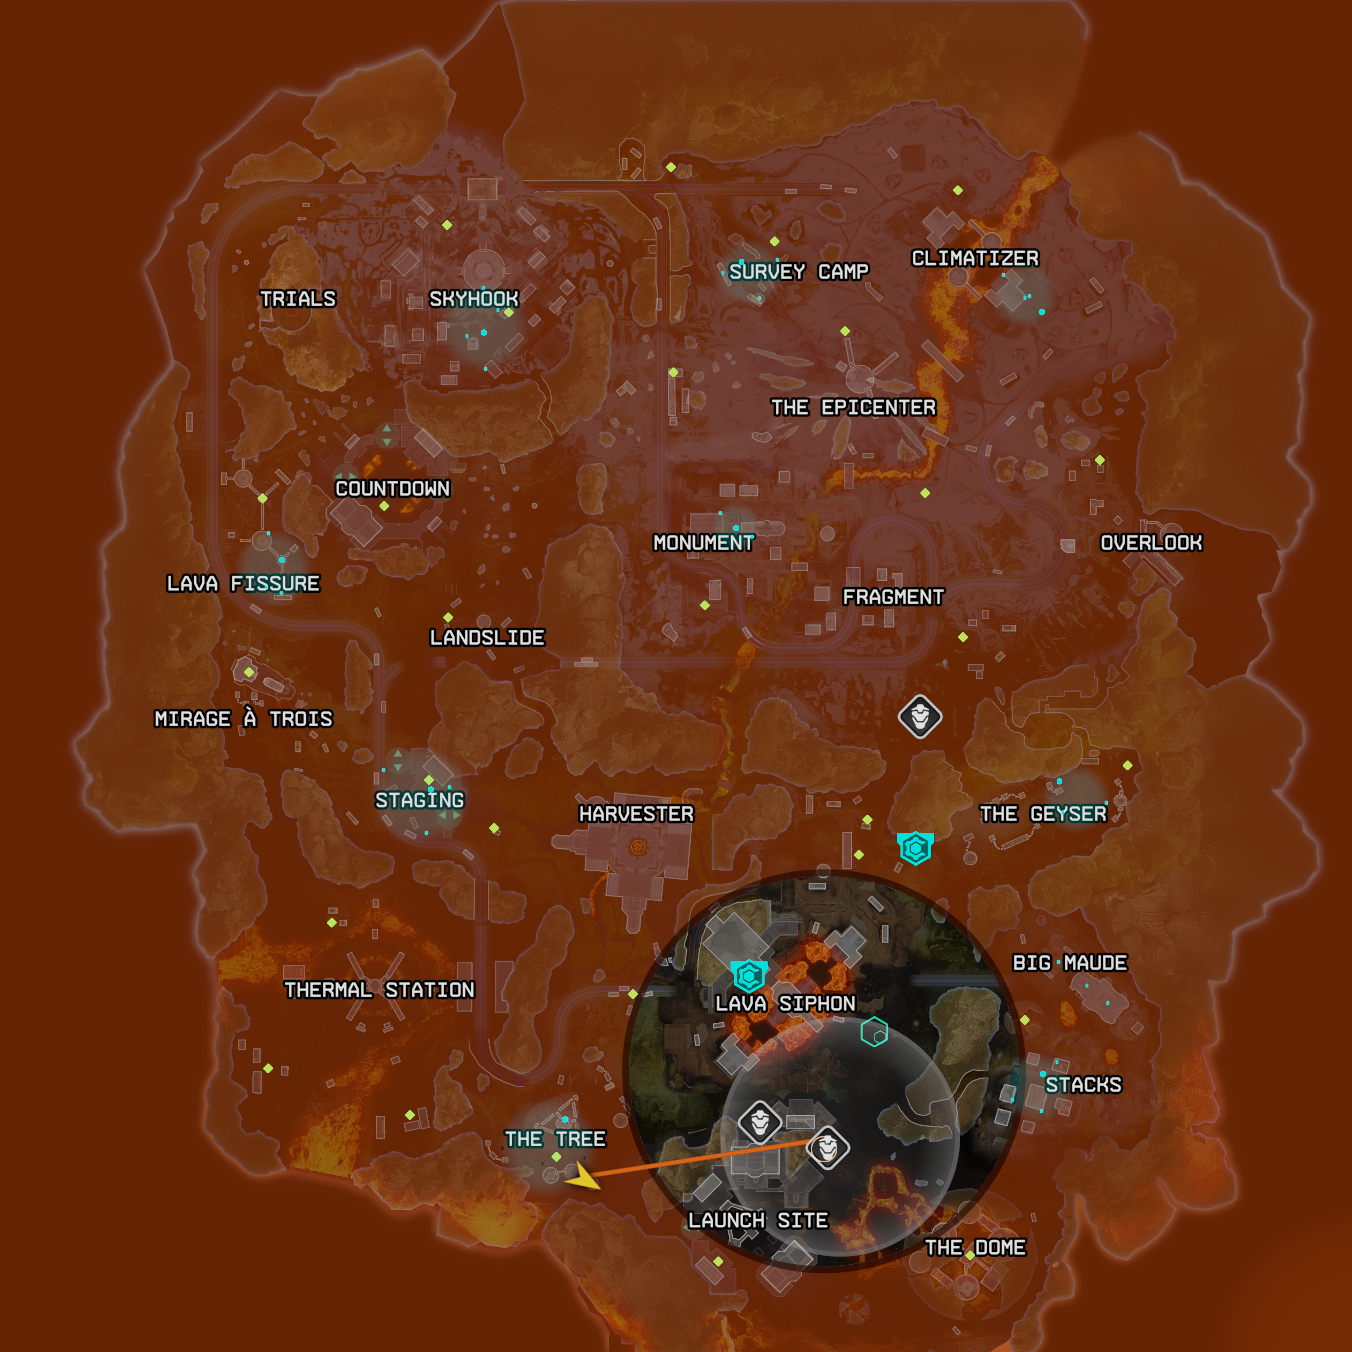 CLIMATIZER
SURVEY CAMP
TRIALS
SKYHOOK
THE EPICENTER
COUNTDOWN
MONUMENT
OVERLOOK
LAVA FISSURE
FRAGMENT
LANDSLIDE
MIRAGE À TROIS
STAGING
HARVESTER
THE GEYSER
BIG MAUDE
THERMAL STATION
LAVA SIPHON
STACKS
THE TREE
LAUNCH SITE
THE DOME